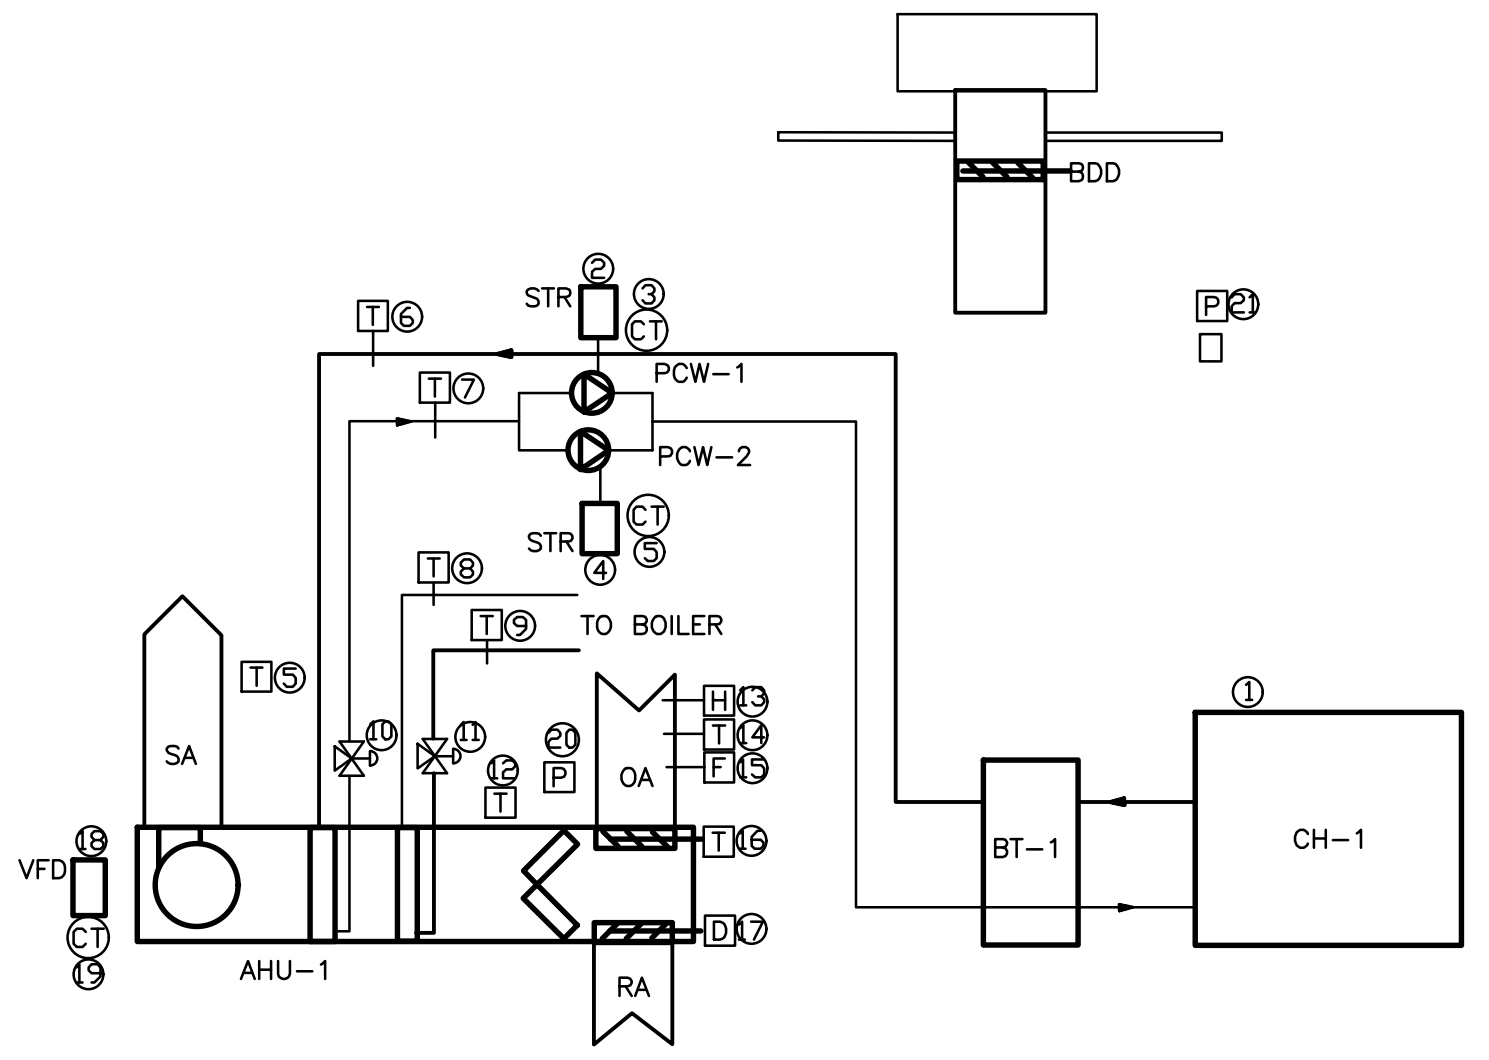 BDD
2
STR
3
CT
P 21
T 6
PCW-1
T 7
PCW-2
CT
STR
5
4
T 8
T 9
TO BOILER
T 5
H 13
1
10
11
20
T 14
SA
12
P
OA
F 15
T
18
T 16
VFD
BT-1
CH-1
CT
D 17
19
AHU-1
RA